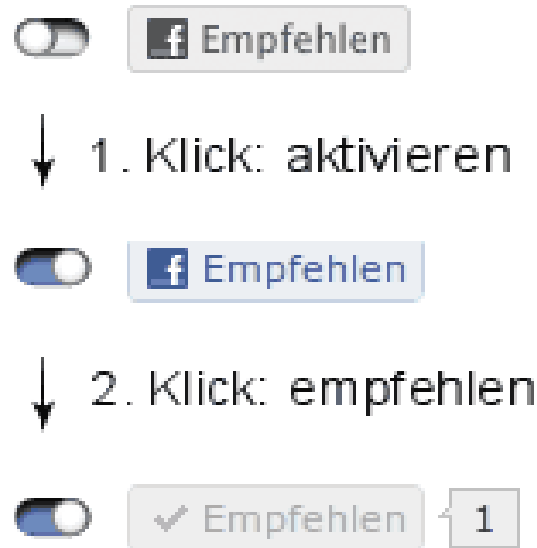 Empfehlen
1. Klick: aktivieren
Empfehlen
2. Klick: empfehlen
Empfehlen 1